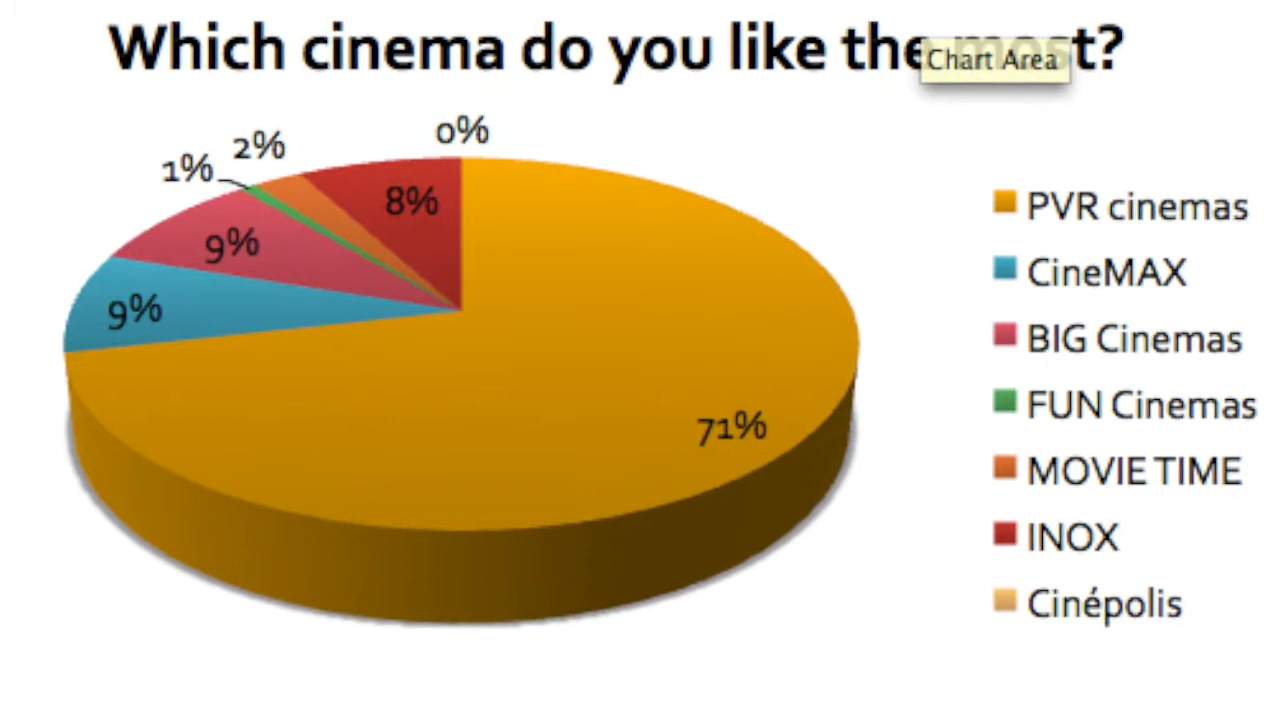 Which cinema do you like the most?
Chart Area
0%
2%
1%
8%
9%
9%
71%
PVR cinemas
CineMAX
BIG Cinemas
FUN Cinemas
MOVIE TIME
INOX
Cinépolis